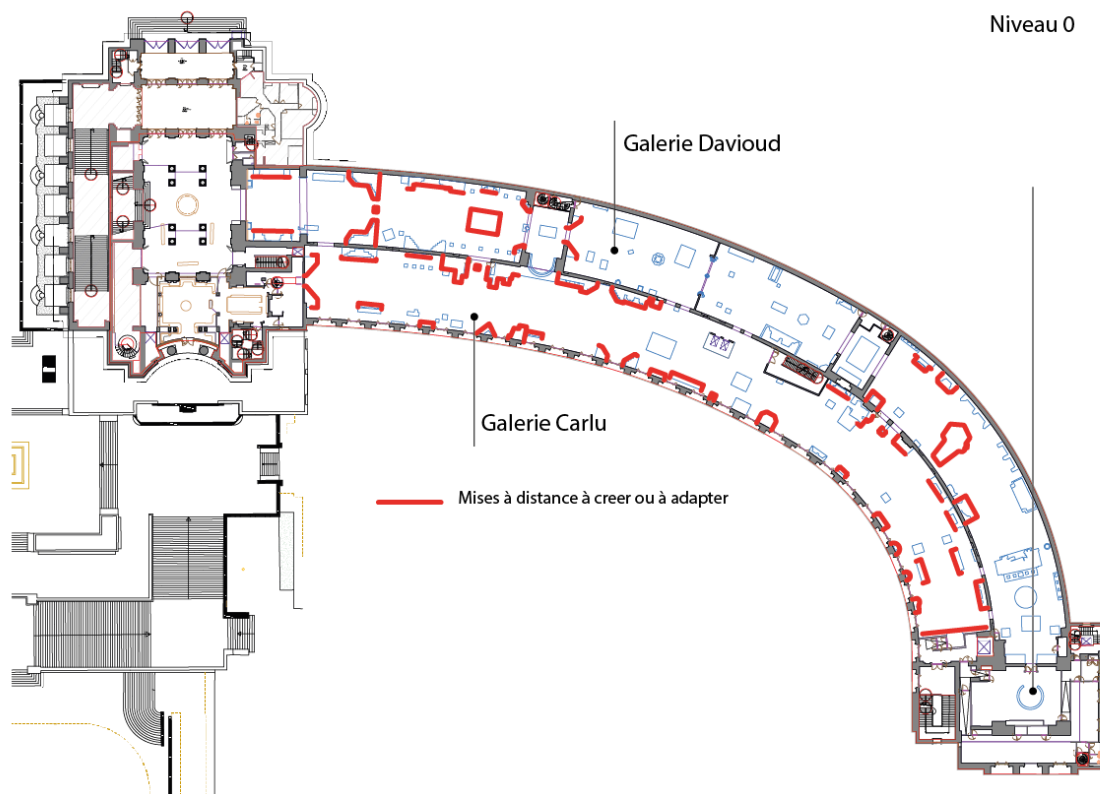 Niveau 0
Galerie Davioud
Galerie Carlu
Mises à distance à creer ou à adapter